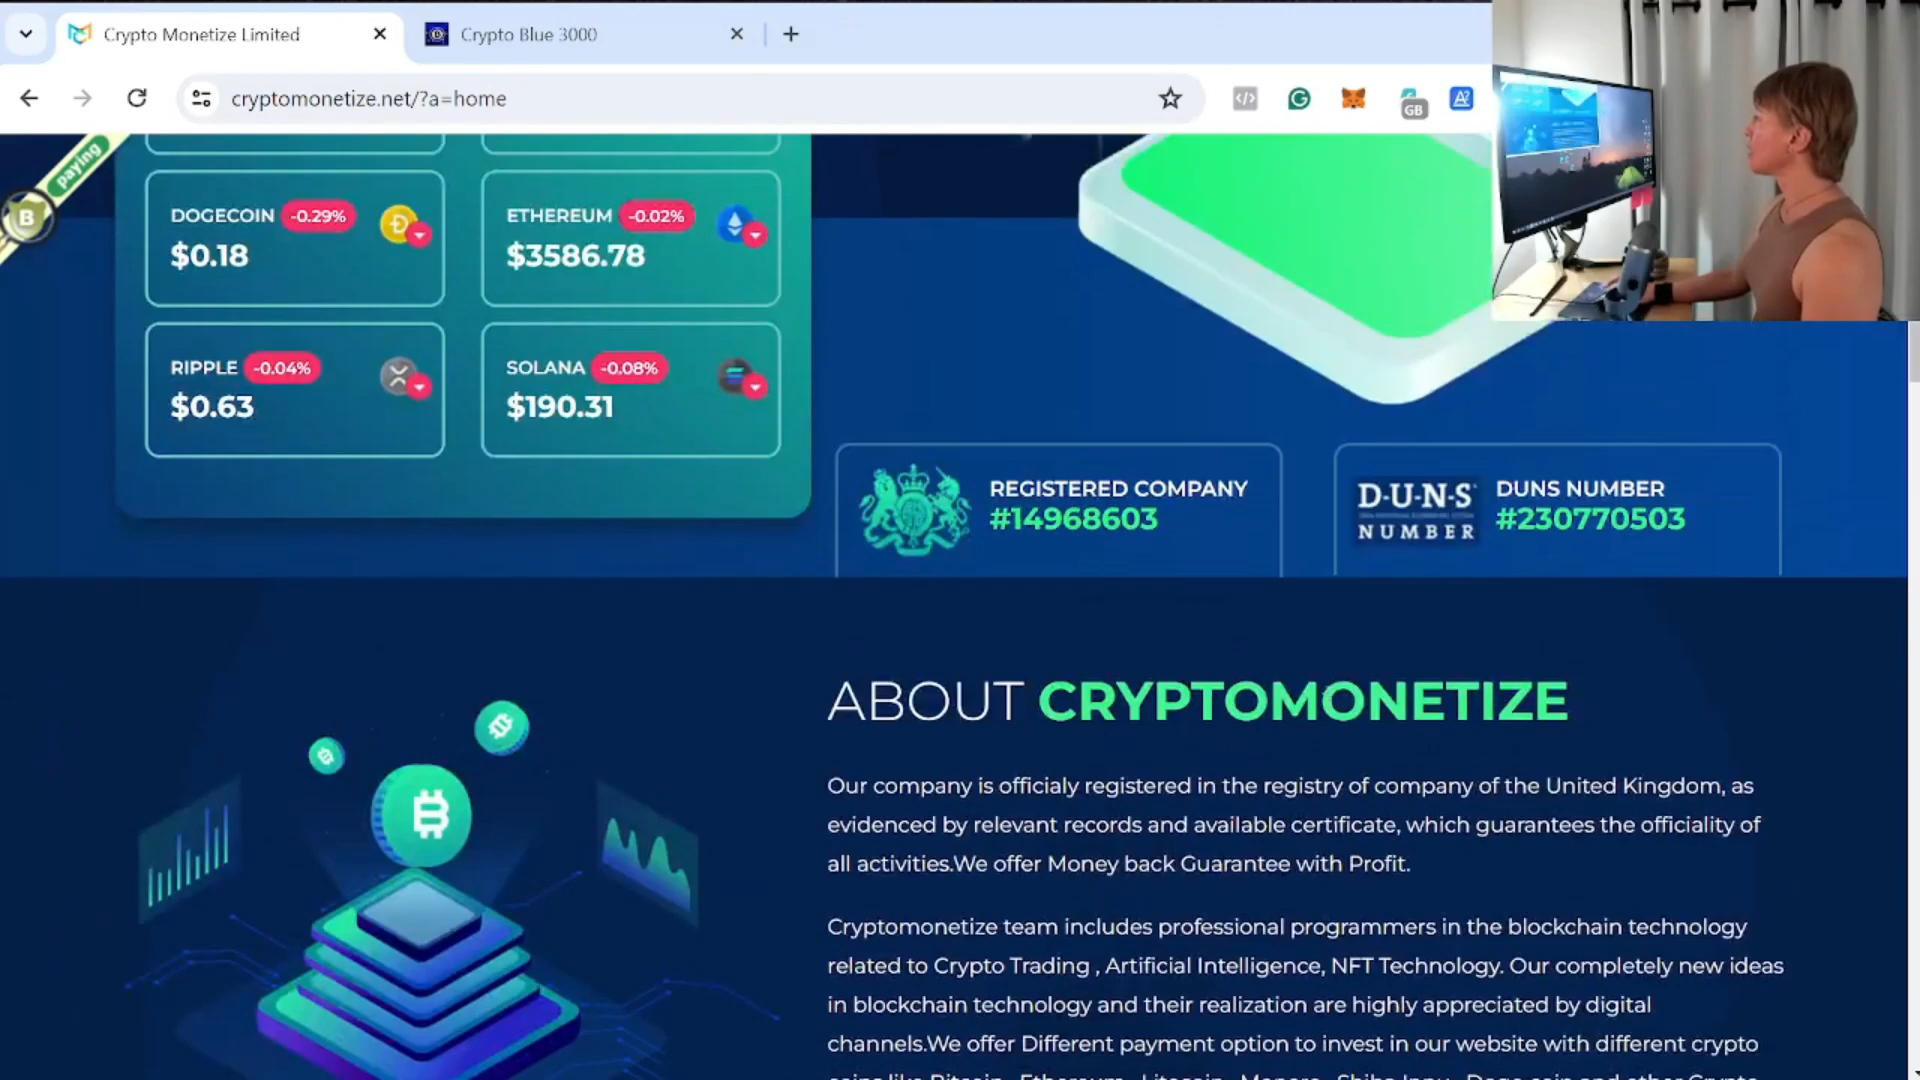 Crypto Monetize Limited
Crypto Blue 3000
cryptomonetize.net/?a=home
GB
paying
B
DOGECOIN -0.29%
$0.18
ETHEREUM -0.02%
$3586.78
RIPPLE -0.04%
$0.63
SOLANA -0.08%
$190.31
REGISTERED COMPANY
#14968603
D-U-N-S
NUMBER
DUNS NUMBER
#230770503
ABOUT CRYPTOMONETIZE
Our company is officialy registered in the registry of company of the United Kingdom, as
evidenced by relevant records and available certificate, which guarantees the officiality of
all activities.We offer Money back Guarantee with Profit.
Cryptomonetize team includes professional programmers in the blockchain technology
related to Crypto Trading , Artificial Intelligence, NFT Technology. Our completely new ideas
in blockchain technology and their realization are highly appreciated by digital
channels.We offer Different payment option to invest in our website with different crypto